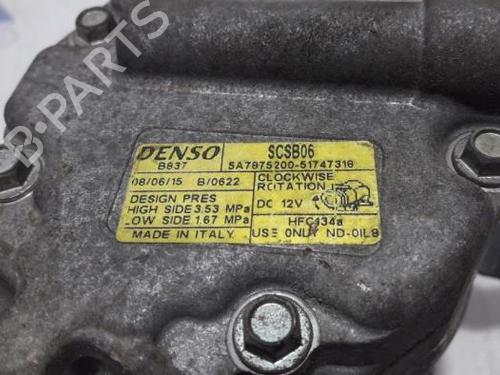 DENSO
B837
SCSB06
5A7875200-51747318
08/06/15 B/0622
CLOCKWISE
ROTATION
DESIGN PRES
HIGH SIDE 3.53 MPa
LOW SIDE 1.67 MPa
DC 12V
HFC134a
MADE IN ITALY
USE ONLY ND-OIL8
B-PARTS